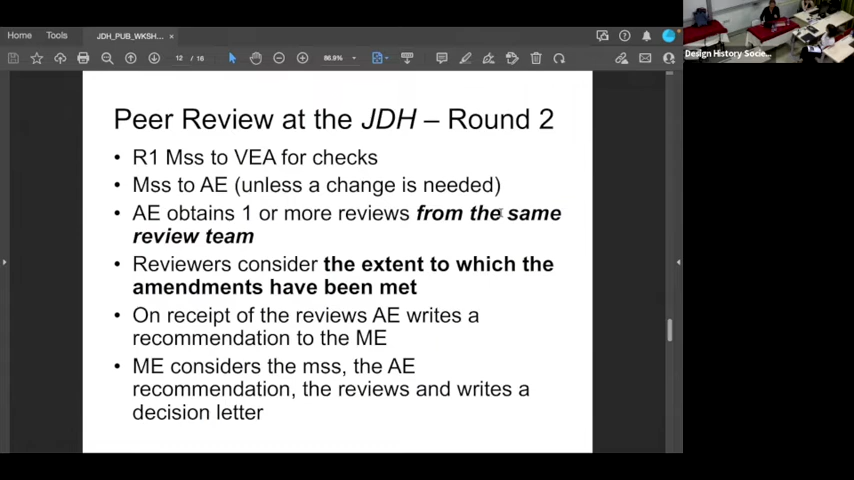 Home Tools JDH_PUB_WKSH... ×
12 / 16 86.9%
Design History Socie...
Peer Review at the JDH – Round 2
• R1 Mss to VEA for checks
• Mss to AE (unless a change is needed)
• AE obtains 1 or more reviews from the same
review team
• Reviewers consider the extent to which the
amendments have been met
• On receipt of the reviews AE writes a
recommendation to the ME
• ME considers the mss, the AE
recommendation, the reviews and writes a
decision letter